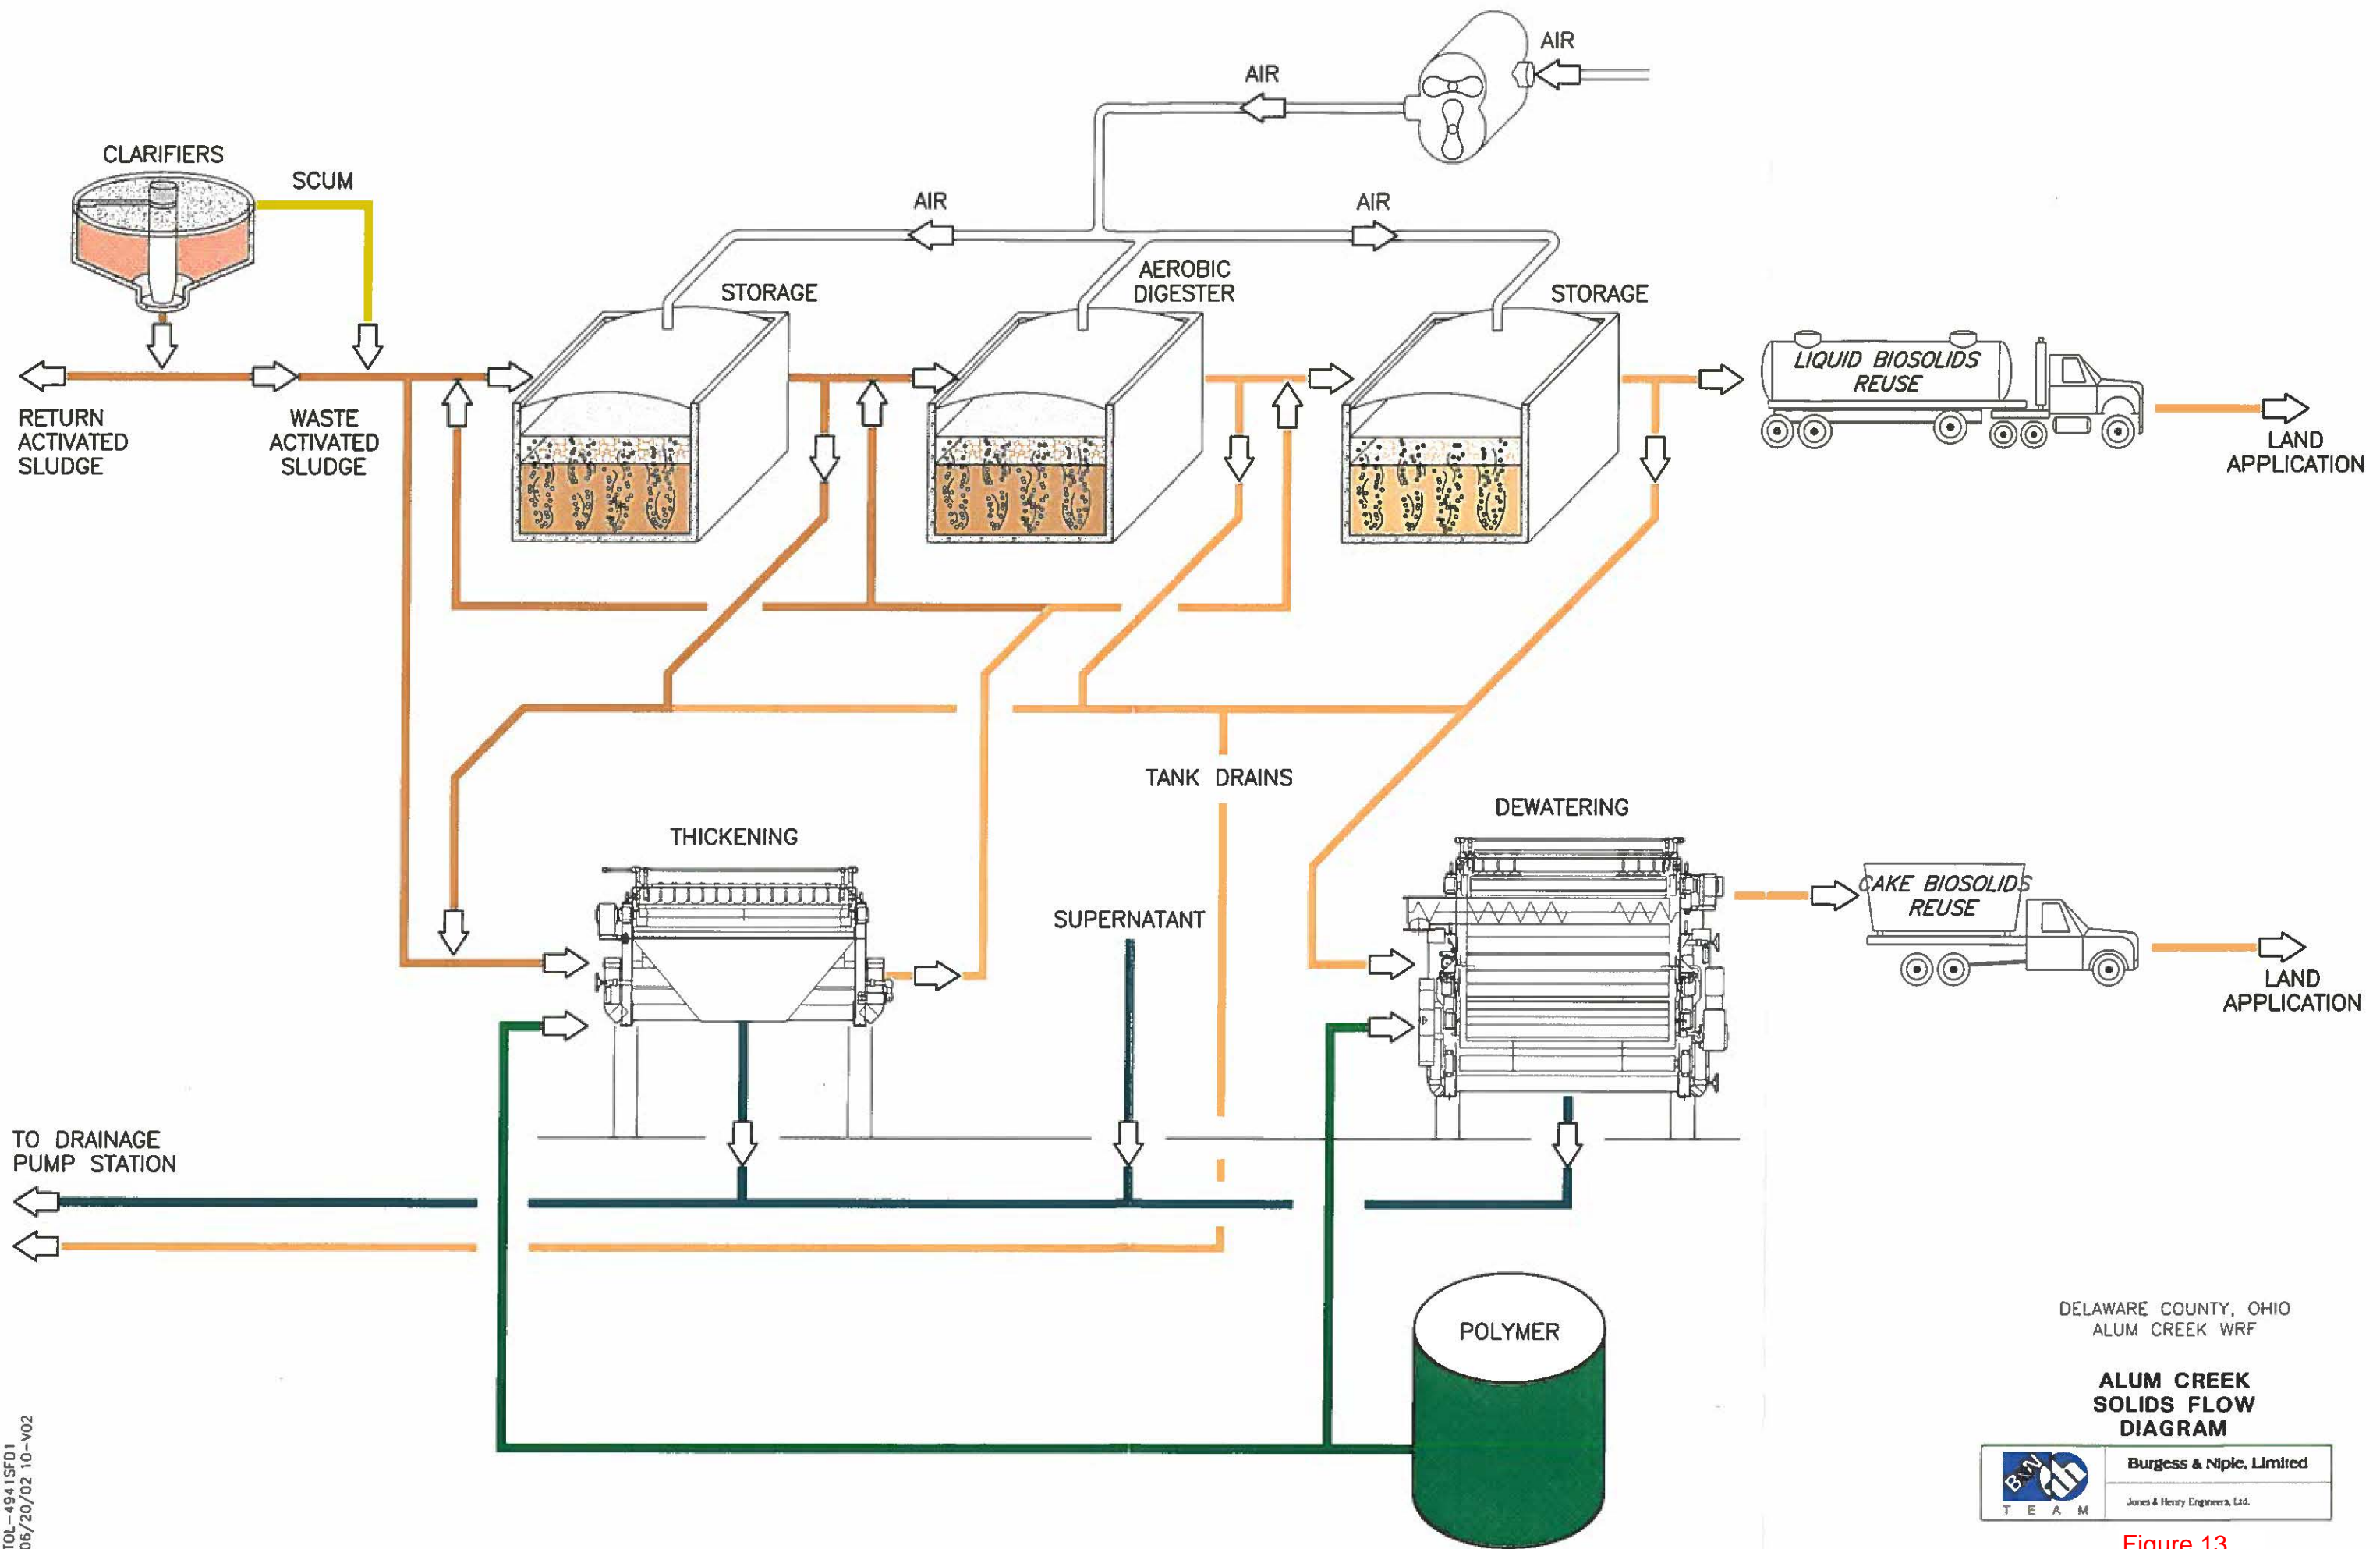 AIR
AIR
CLARIFIERS
SCUM
AIR
AIR
STORAGE
AEROBIC
DIGESTER
STORAGE
LIQUID BIOSOLIDS
REUSE
RETURN
ACTIVATED
SLUDGE
WASTE
ACTIVATED
SLUDGE
LAND
APPLICATION
TANK DRAINS
THICKENING
DEWATERING
SUPERNATANT
CAKE BIOSOLIDS
REUSE
LAND
APPLICATION
TO DRAINAGE
PUMP STATION
POLYMER
DELAWARE COUNTY, OHIO
ALUM CREEK WRF
ALUM CREEK
SOLIDS FLOW
DIAGRAM
B&N
TEAM
Burgess & Niple, Limited
Jones & Henry Engineers, Ltd.
TOL-4941SFD1
06/20/02 10-V02
Figure 13